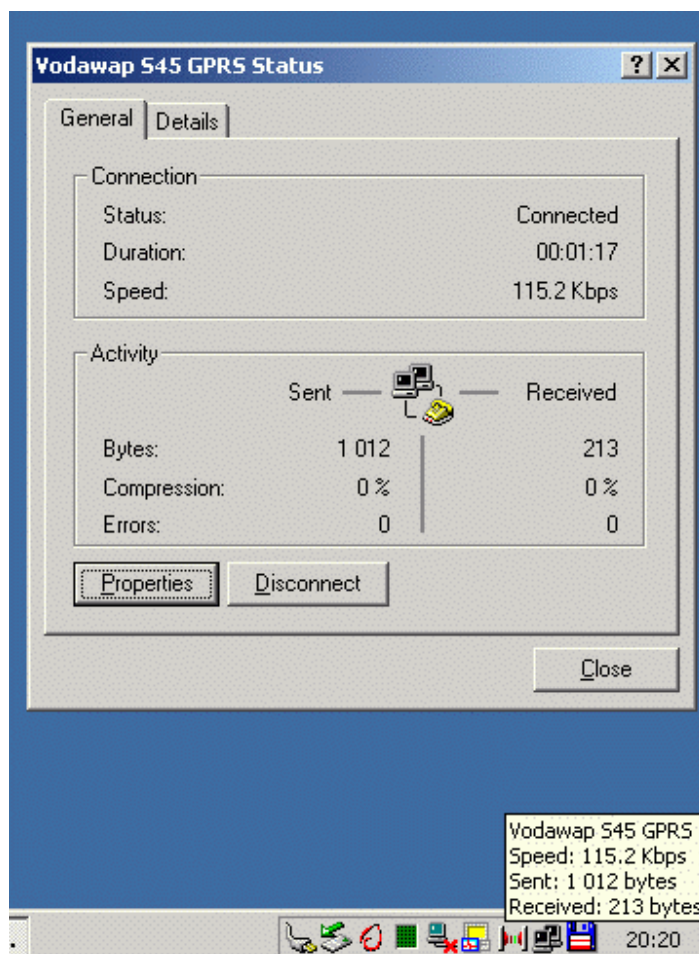 Vodawap S45 GPRS Status
General Details
Connection
Status: Connected
Duration: 00:01:17
Speed: 115.2 Kbps
Activity
Sent Received
Bytes: 1 012 213
Compression: 0 % 0 %
Errors: 0 0
Properties Disconnect
Close
Vodawap S45 GPRS
Speed: 115.2 Kbps
Sent: 1 012 bytes
Received: 213 bytes
20:20